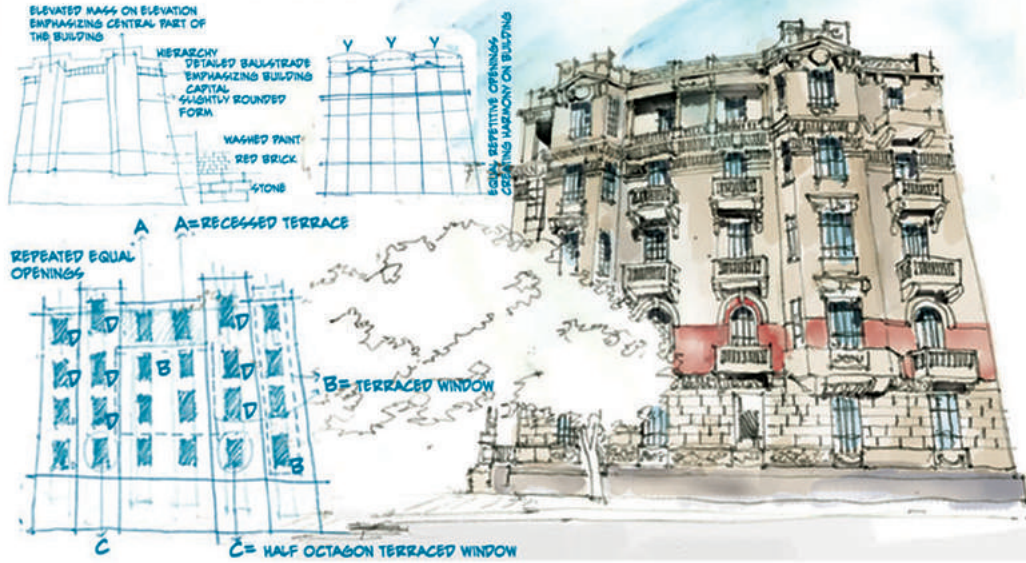 ELEVATED MASS ON ELEVATION
EMPHASIZING CENTRAL PART OF
THE BUILDING
HIERARCHY
DETAILED BAULSTRADE
EMPHASIZING BUILDING
CAPITAL
SLIGHTLY ROUNDED
FORM
WASHED PAINT
RED BRICK
STONE
Y Y Y
EQUAL REPETITIVE OPENINGS
CREATING HARMONY ON BUILDING
A A= RECESSED TERRACE
REPEATED EQUAL
OPENINGS
D D
D D B D
B= TERRACED WINDOW
D D
B
C C= HALF OCTAGON TERRACED WINDOW